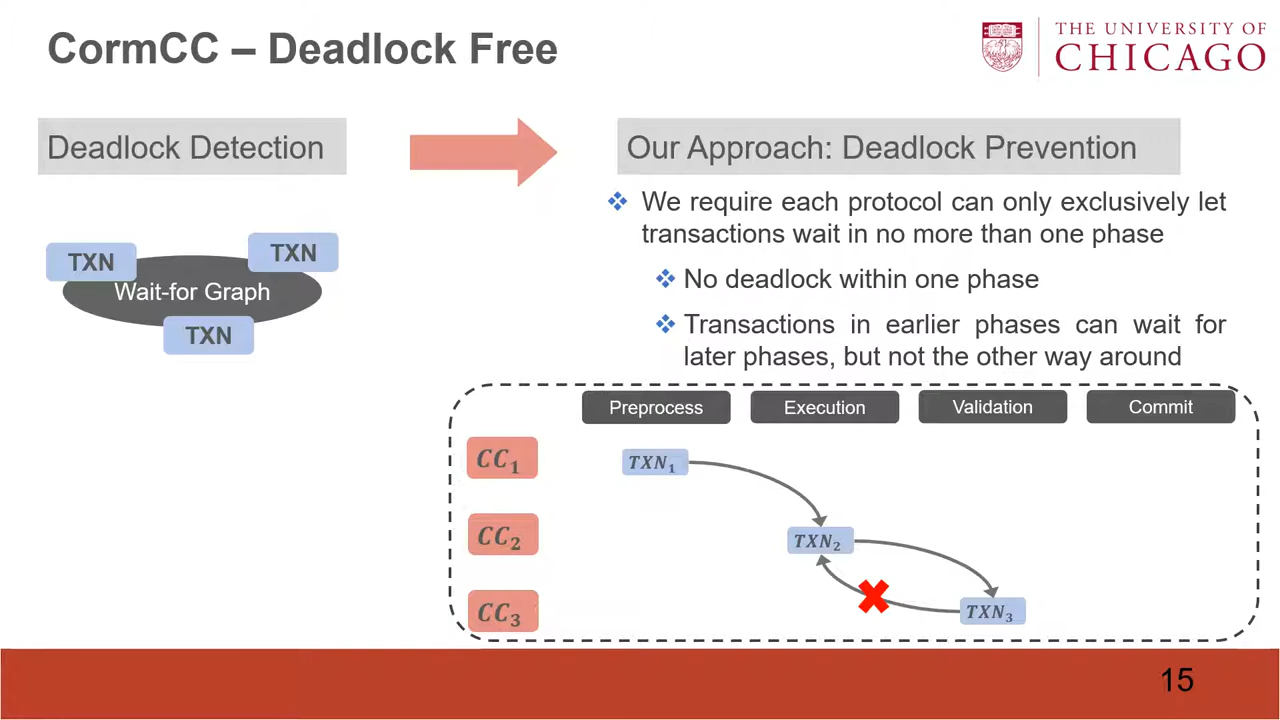 CormCC – Deadlock Free
THE UNIVERSITY OF
CHICAGO
Deadlock Detection
Our Approach: Deadlock Prevention
We require each protocol can only exclusively let
transactions wait in no more than one phase
No deadlock within one phase
Transactions in earlier phases can wait for
later phases, but not the other way around
TXN
TXN
Wait-for Graph
TXN
Preprocess
Execution
Validation
Commit
CC₁
TXN₁
CC₂
TXN₂
CC₃
TXN₃
15